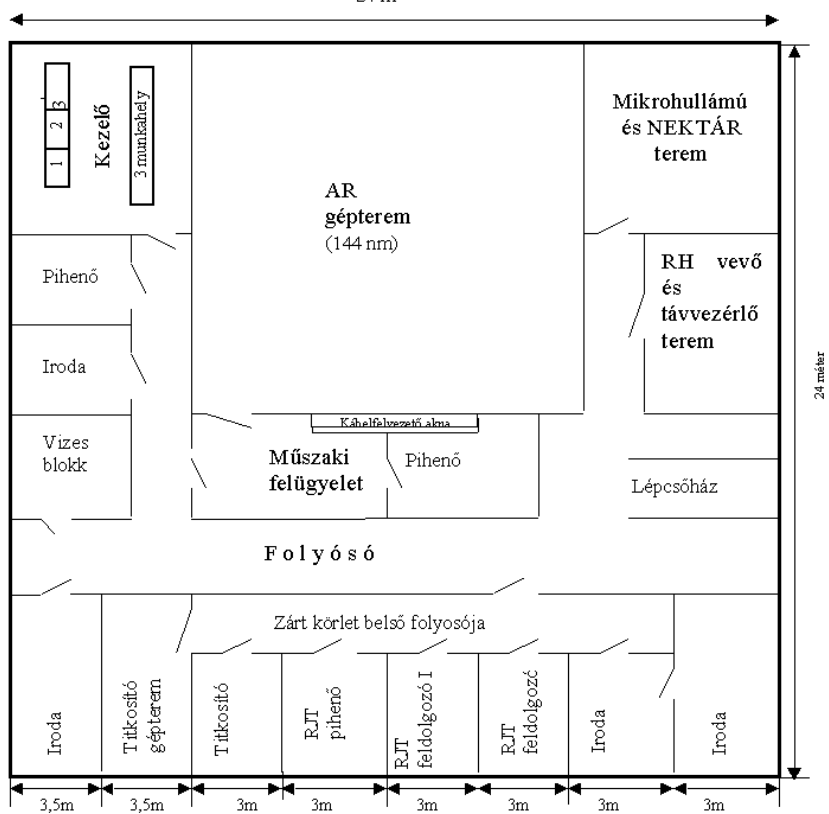 1 2 3
Kezelő
3 munkahely
AR
gépterem
(144 nm)
Mikrohullámú
és NEKTÁR
terem
Pihenő
RH vevő
és
távvezérlő
terem
Iroda
24 méter
Vizes
blokk
Kábelfelvezető akna
Műszaki
felügyelet
Pihenő
Lépcsőház
Folyósó
Zárt körlet belső folyosója
Iroda
Titkosító
gépterem
Titkosító
RJT
pihenő
RJT
feldolgozó I
RJT
feldolgozó
Iroda
Iroda
3,5m
3,5m
3m
3m
3m
3m
3m
3m